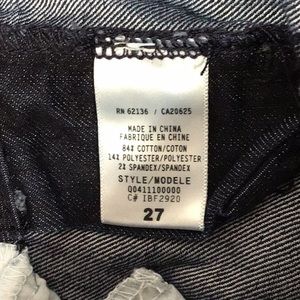 RN 62136 / CA20625
MADE IN CHINA
FABRIQUE EN CHINE
84% COTTON/COTON
14% POLYESTER/POLYESTER
2% SPANDEX/SPANDEX
STYLE/MODELE
Q0411100000
C# IBF2920
27